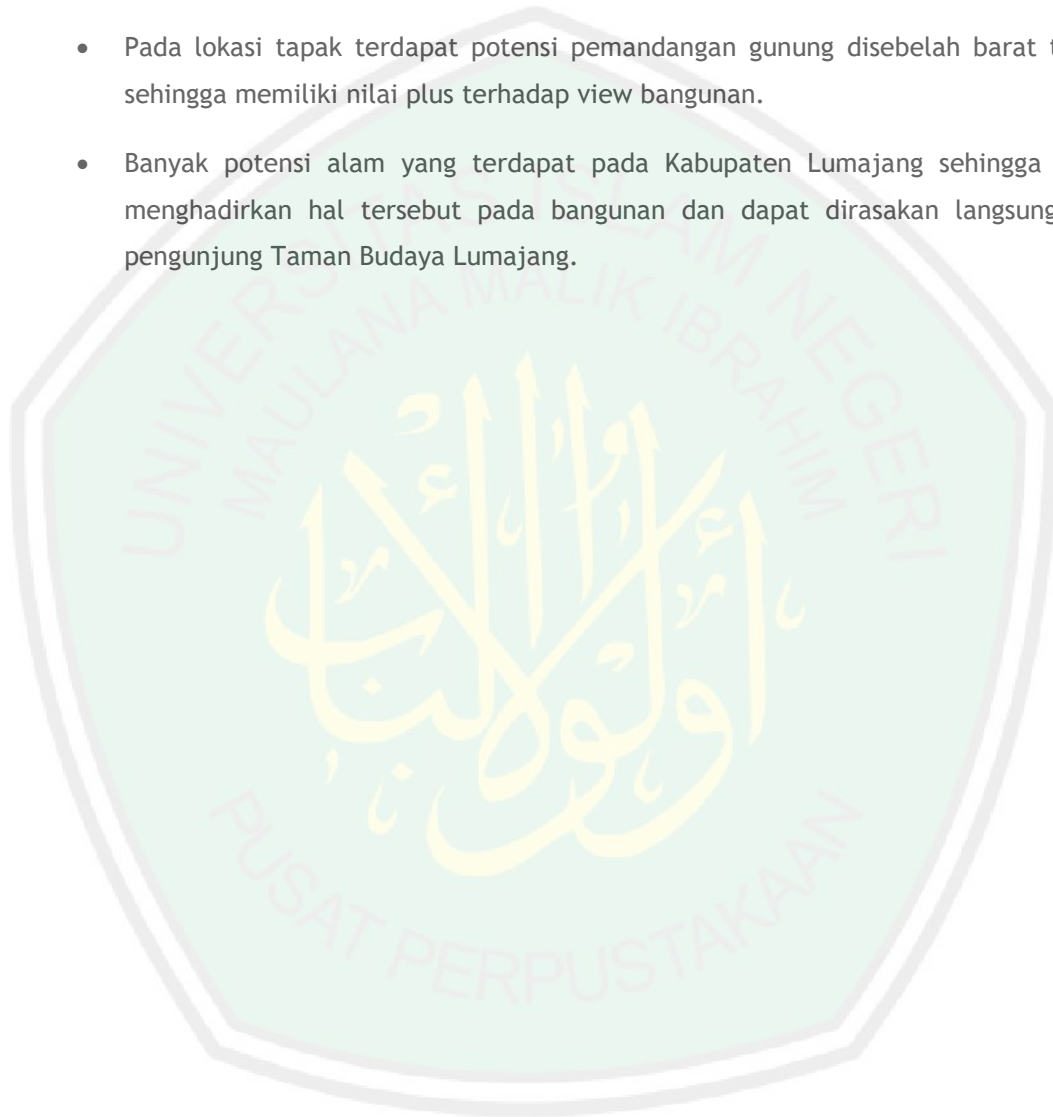 • Pada lokasi tapak terdapat potensi pemandangan gunung disebelah barat
sehingga memiliki nilai plus terhadap view bangunan.
• Banyak potensi alam yang terdapat pada Kabupaten Lumajang sehingga
menghadirkan hal tersebut pada bangunan dan dapat dirasakan langsung
pengunjung Taman Budaya Lumajang.
UNIVERSITAS ISLAM NEGERI
MAULANA MALIK IBRAHIM
أولوا الألباب
PUSAT PERPUSTAKAAN